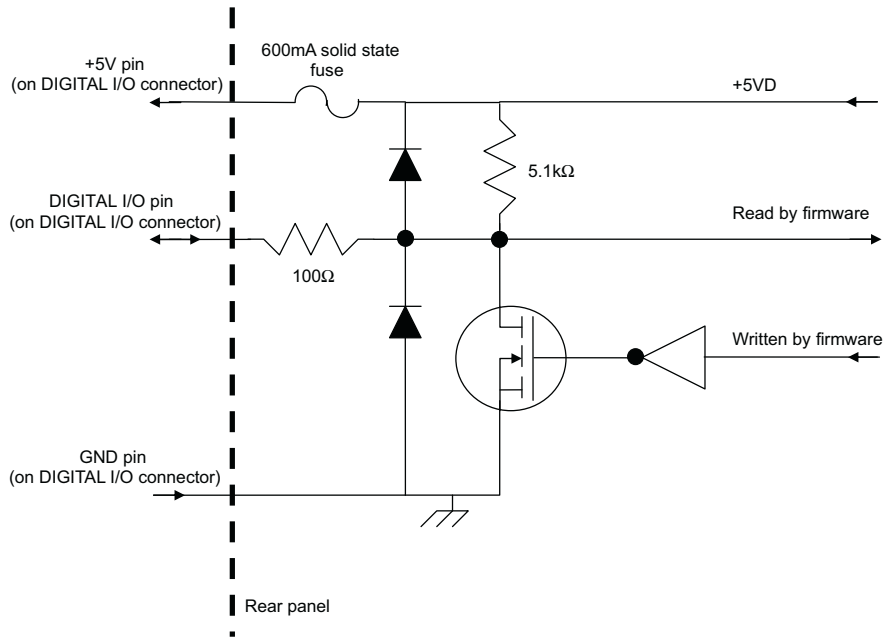 600mA solid state
fuse
+5V pin
(on DIGITAL I/O connector)
+5VD
5.1kΩ
DIGITAL I/O pin
(on DIGITAL I/O connector)
Read by firmware
100Ω
Written by firmware
GND pin
(on DIGITAL I/O connector)
Rear panel